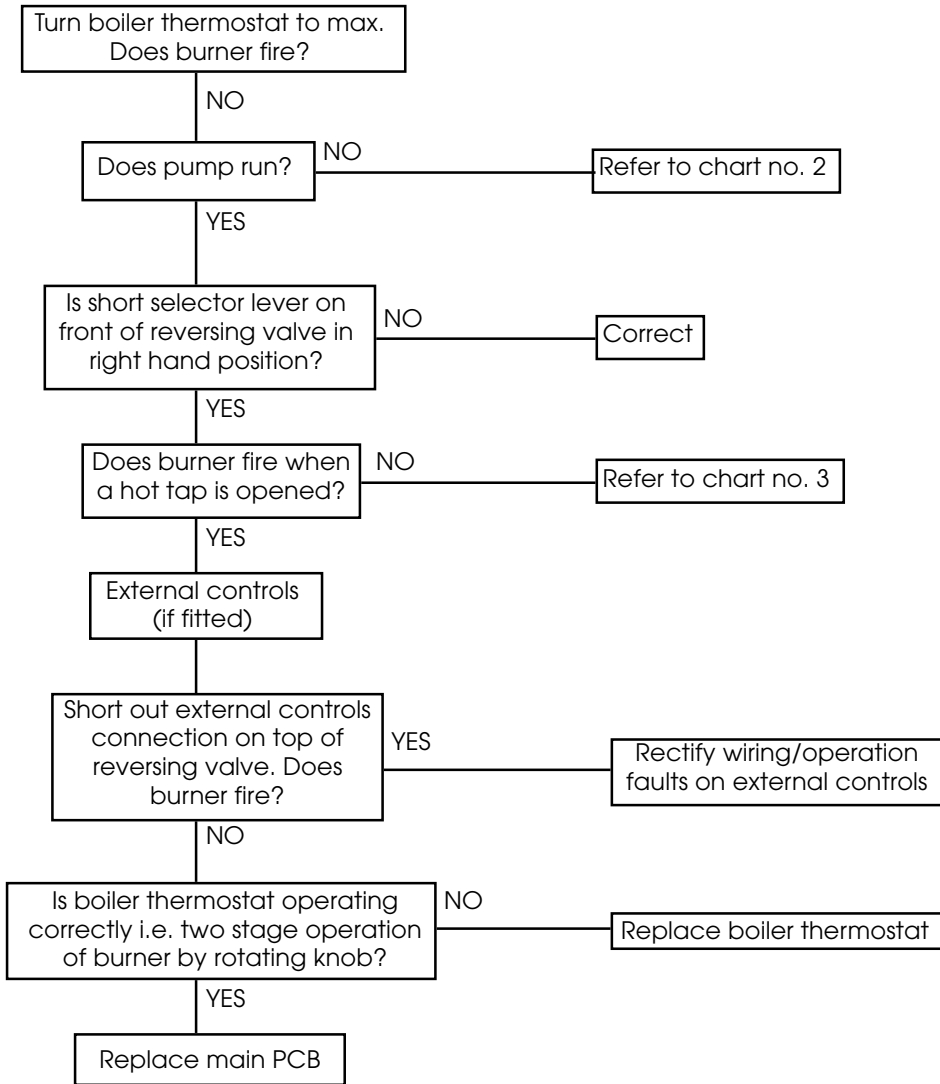 Turn boiler thermostat to max.
Does burner fire?
NO
Does pump run?
NO
Refer to chart no. 2
YES
Is short selector lever on
front of reversing valve in
right hand position?
NO
Correct
YES
Does burner fire when
a hot tap is opened?
NO
Refer to chart no. 3
YES
External controls
(if fitted)
Short out external controls
connection on top of
reversing valve. Does
burner fire?
YES
Rectify wiring/operation
faults on external controls
NO
Is boiler thermostat operating
correctly i.e. two stage operation
of burner by rotating knob?
NO
Replace boiler thermostat
YES
Replace main PCB